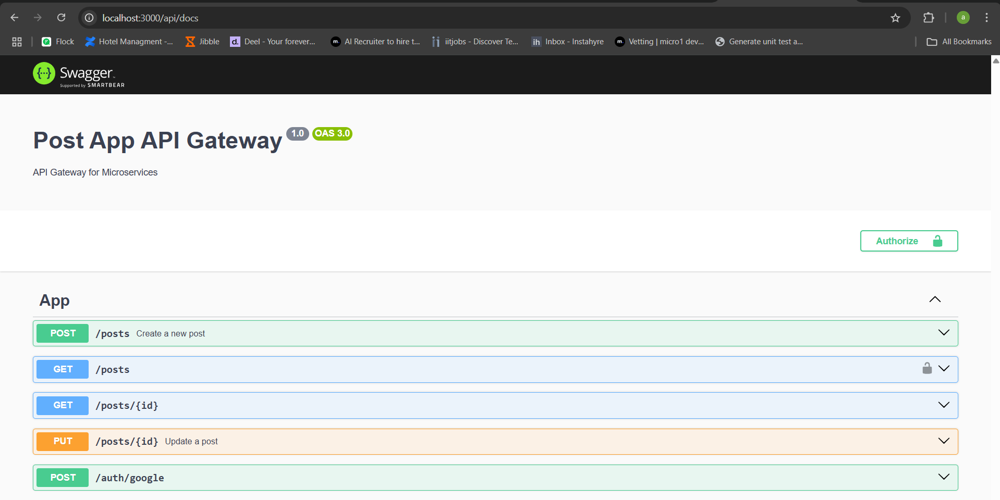 localhost:3000/api/docs
a
Flock
Hotel Managment -...
Jibble
d.
Deel - Your forever...
m.
AI Recruiter to hire t...
iitjobs - Discover Te...
ih
Inbox - Instahyre
m.
Vetting | micro1 dev...
Generate unit test a...
All Bookmarks
{···} Swagger™
Supported by SMARTBEAR
Post App API Gateway 1.0 OAS 3.0
API Gateway for Microservices
Authorize
App
POST /posts Create a new post
GET /posts
GET /posts/{id}
PUT /posts/{id} Update a post
POST /auth/google